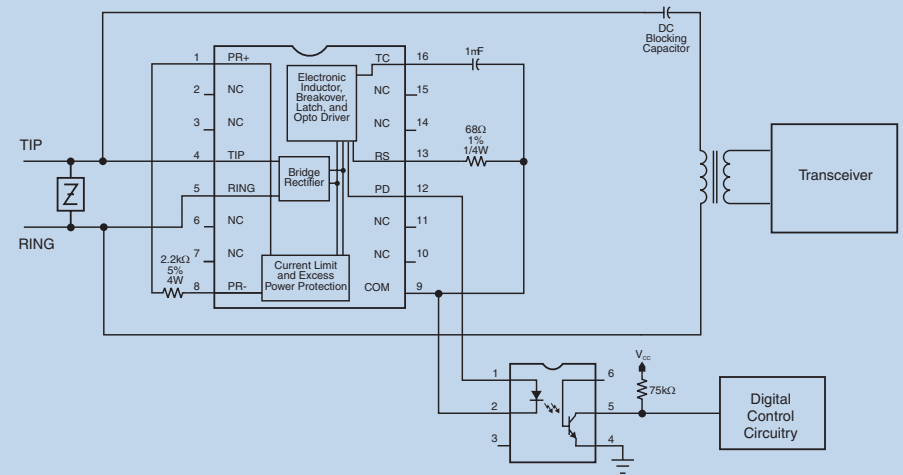 DC
Blocking
Capacitor
1 PR+ TC 16 1mF
Electronic
Inductor,
Breakover,
Latch, and
Opto Driver
2 NC NC 15
3 NC NC 14
68Ω
1%
1/4W
TIP
4 TIP RS 13
Bridge
Rectifier
Transceiver
5 RING PD 12
6 NC NC 11
RING
7 NC NC 10
2.2kΩ
5%
4W
Current Limit
and Excess
Power Protection
8 PR- COM 9
Vcc
75kΩ
1 6
2 5
3 4
Digital
Control
Circuitry